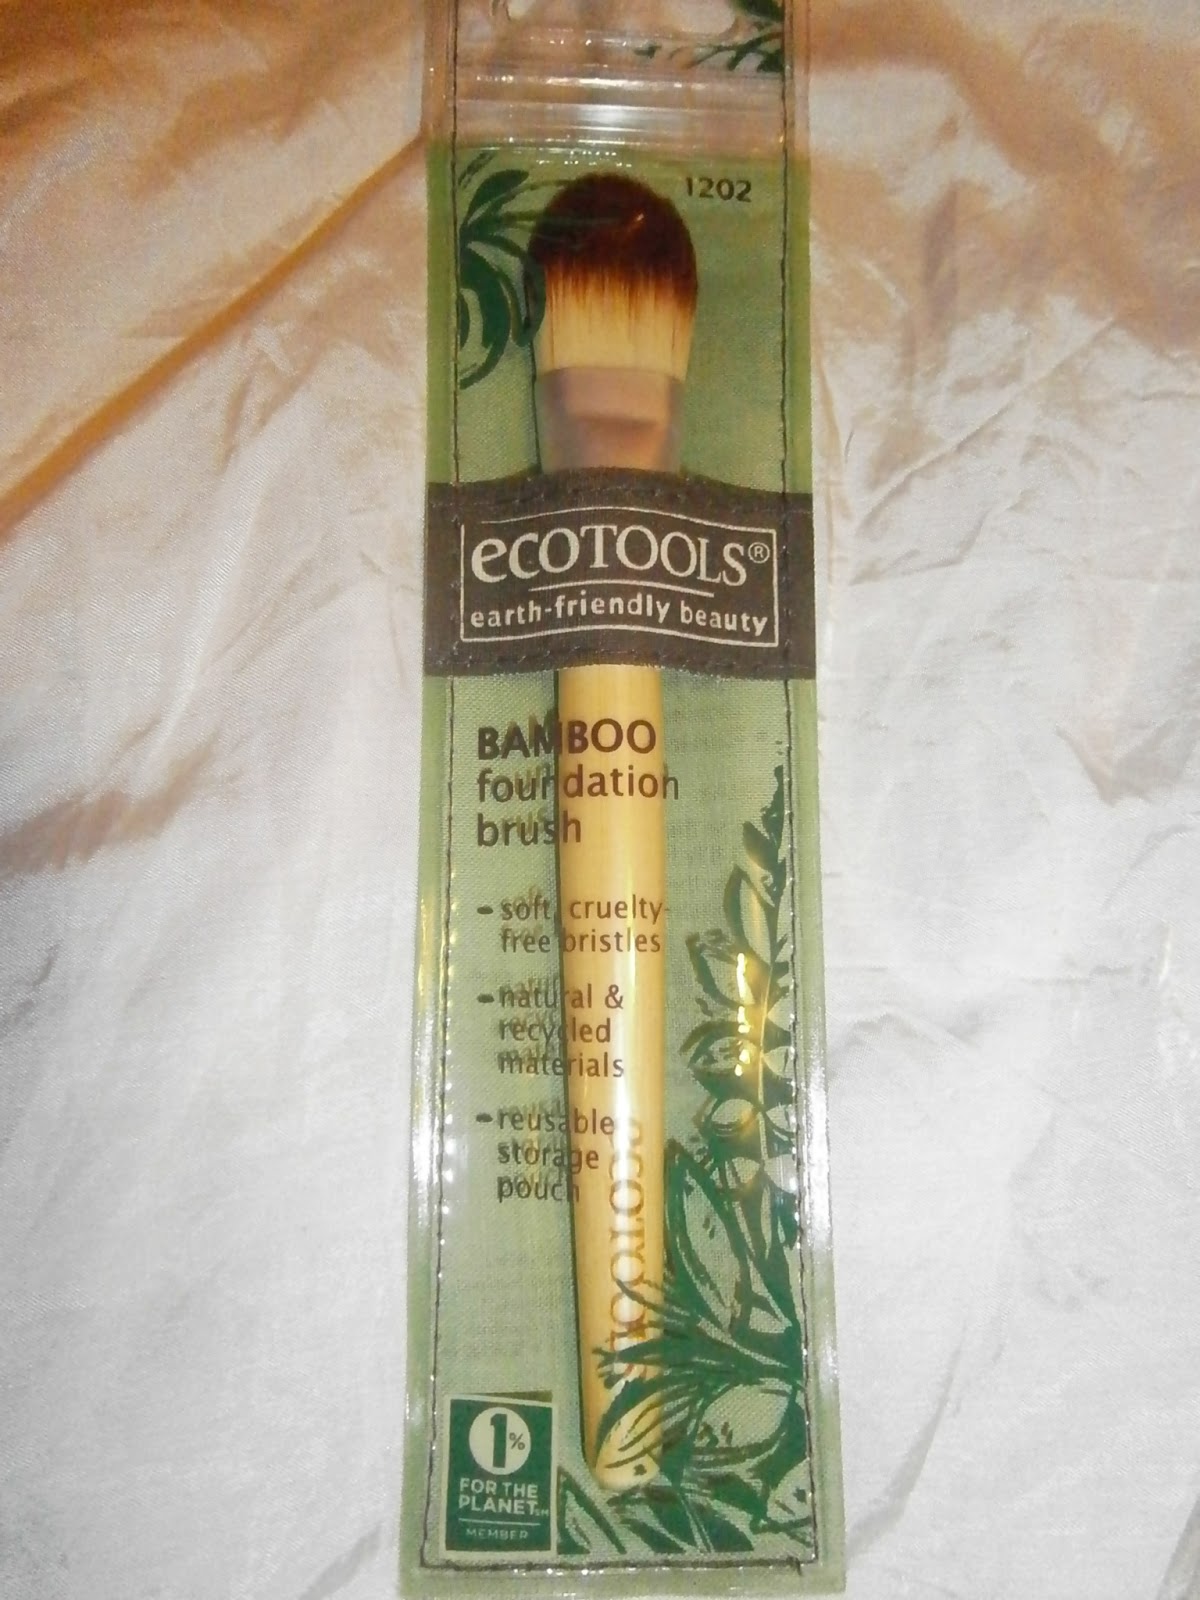 1202
ecoTOOLS®
earth-friendly beauty
BAMBOO
foundation
brush
- soft, cruelty-
free bristles
- natural &
recycled
materials
- reusable
storage
pouch
ecoTOOLS
1%
FOR THE
PLANET SM
MEMBER